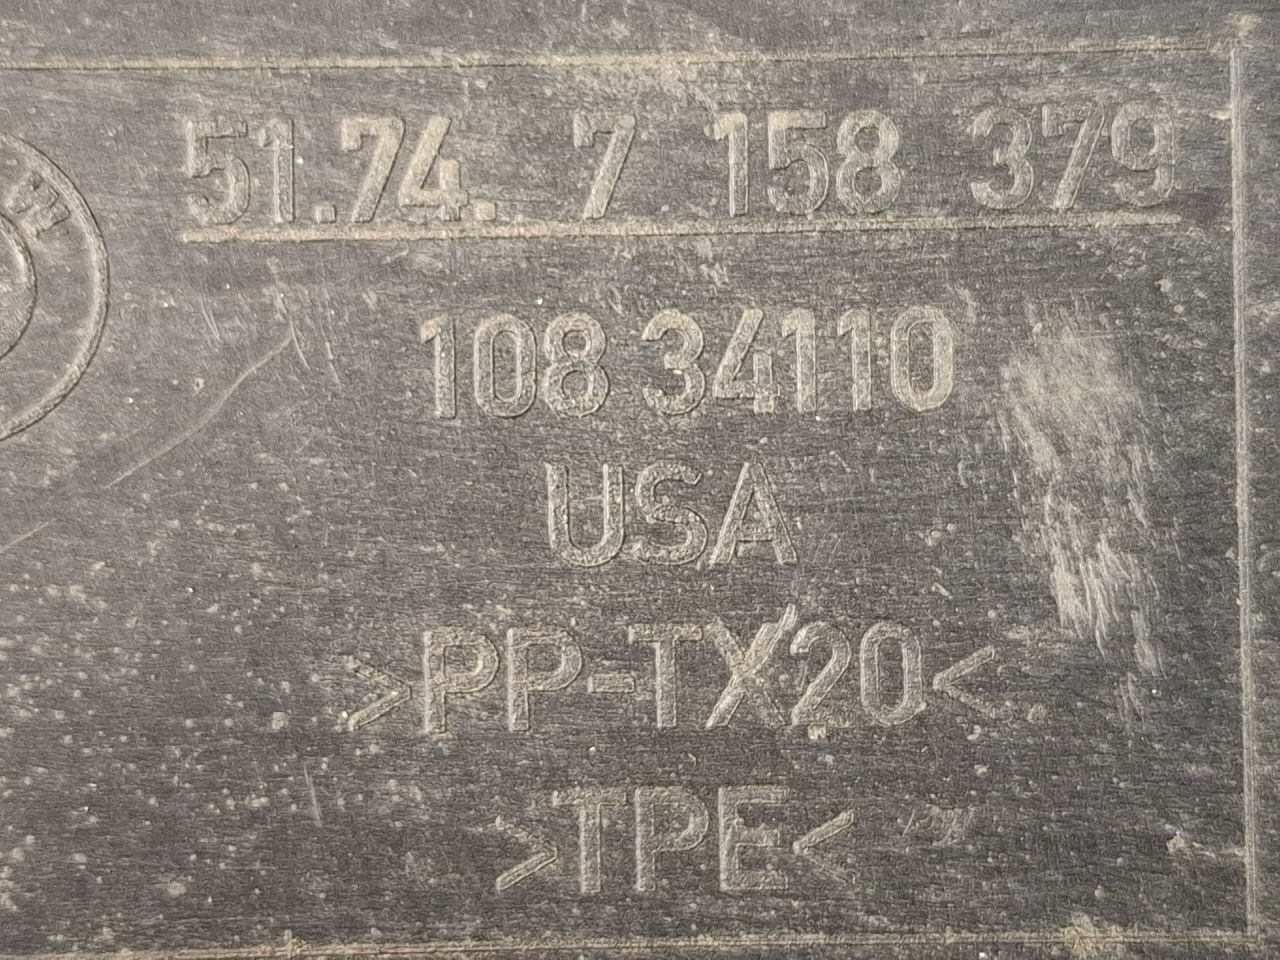 51.74. 7 158 379
108 34110
USA
>PP-TX20<
>TPE<